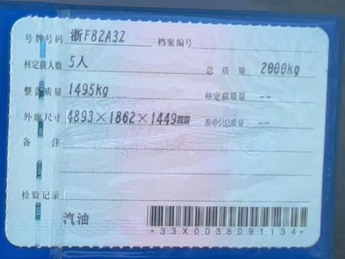 号牌号码 浙F82A3Z 档案编号
核定载人数 5人 总质量 2000kg
整备质量 1495kg 核定载质量 --
外廓尺寸 4893×1862×1449mm 准牵引总质量 --
备注
检验记录
汽油
*33X0038091134*